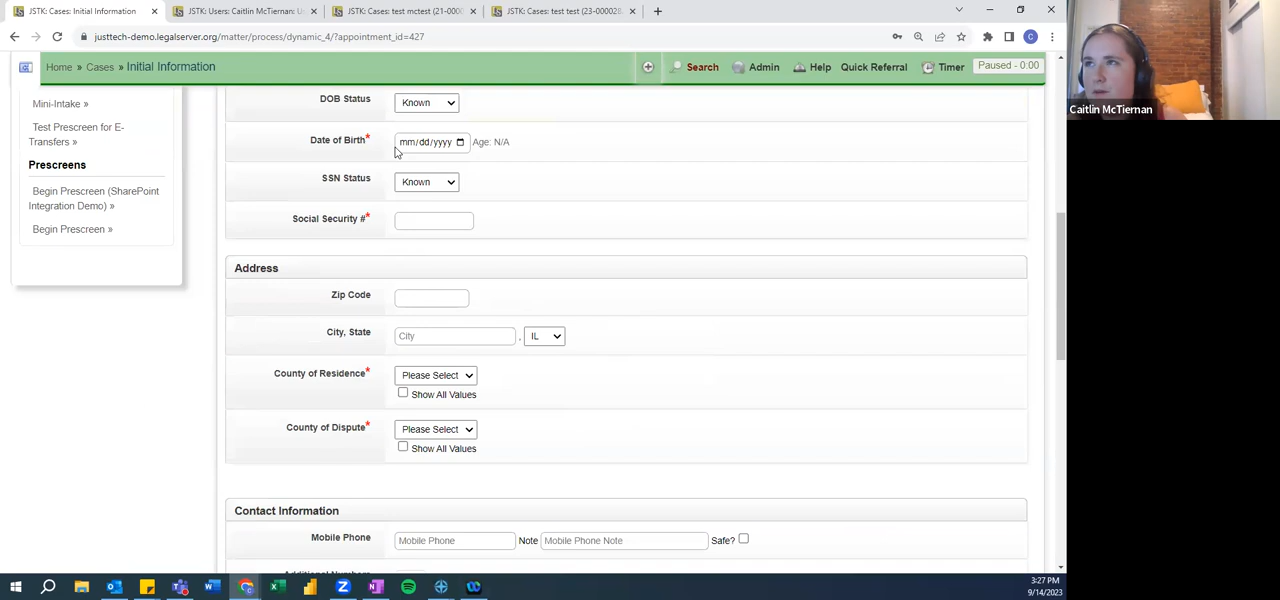 JSTK: Cases: Initial Information
JSTK: Users: Caitlin McTiernan: Us
JSTK: Cases: test mctest (21-0000
JSTK: Cases: test test (23-0000028
justtech-demo.legalserver.org/matter/process/dynamic_4/?appointment_id=427
C
Home » Cases » Initial Information
Search
Admin
Help
Quick Referral
Timer
Paused - 0:00
Caitlin McTiernan
Mini-Intake »
Test Prescreen for E-
Transfers »
Prescreens
Begin Prescreen (SharePoint
Integration Demo) »
Begin Prescreen »
DOB Status
Known
Date of Birth*
mm/dd/yyyy
Age: N/A
SSN Status
Known
Social Security #*
Address
Zip Code
City, State
City
,
IL
County of Residence*
Please Select
Show All Values
County of Dispute*
Please Select
Show All Values
Contact Information
Mobile Phone
Mobile Phone
Note
Mobile Phone Note
Safe?
Additional Numbers
3:27 PM
9/14/2023